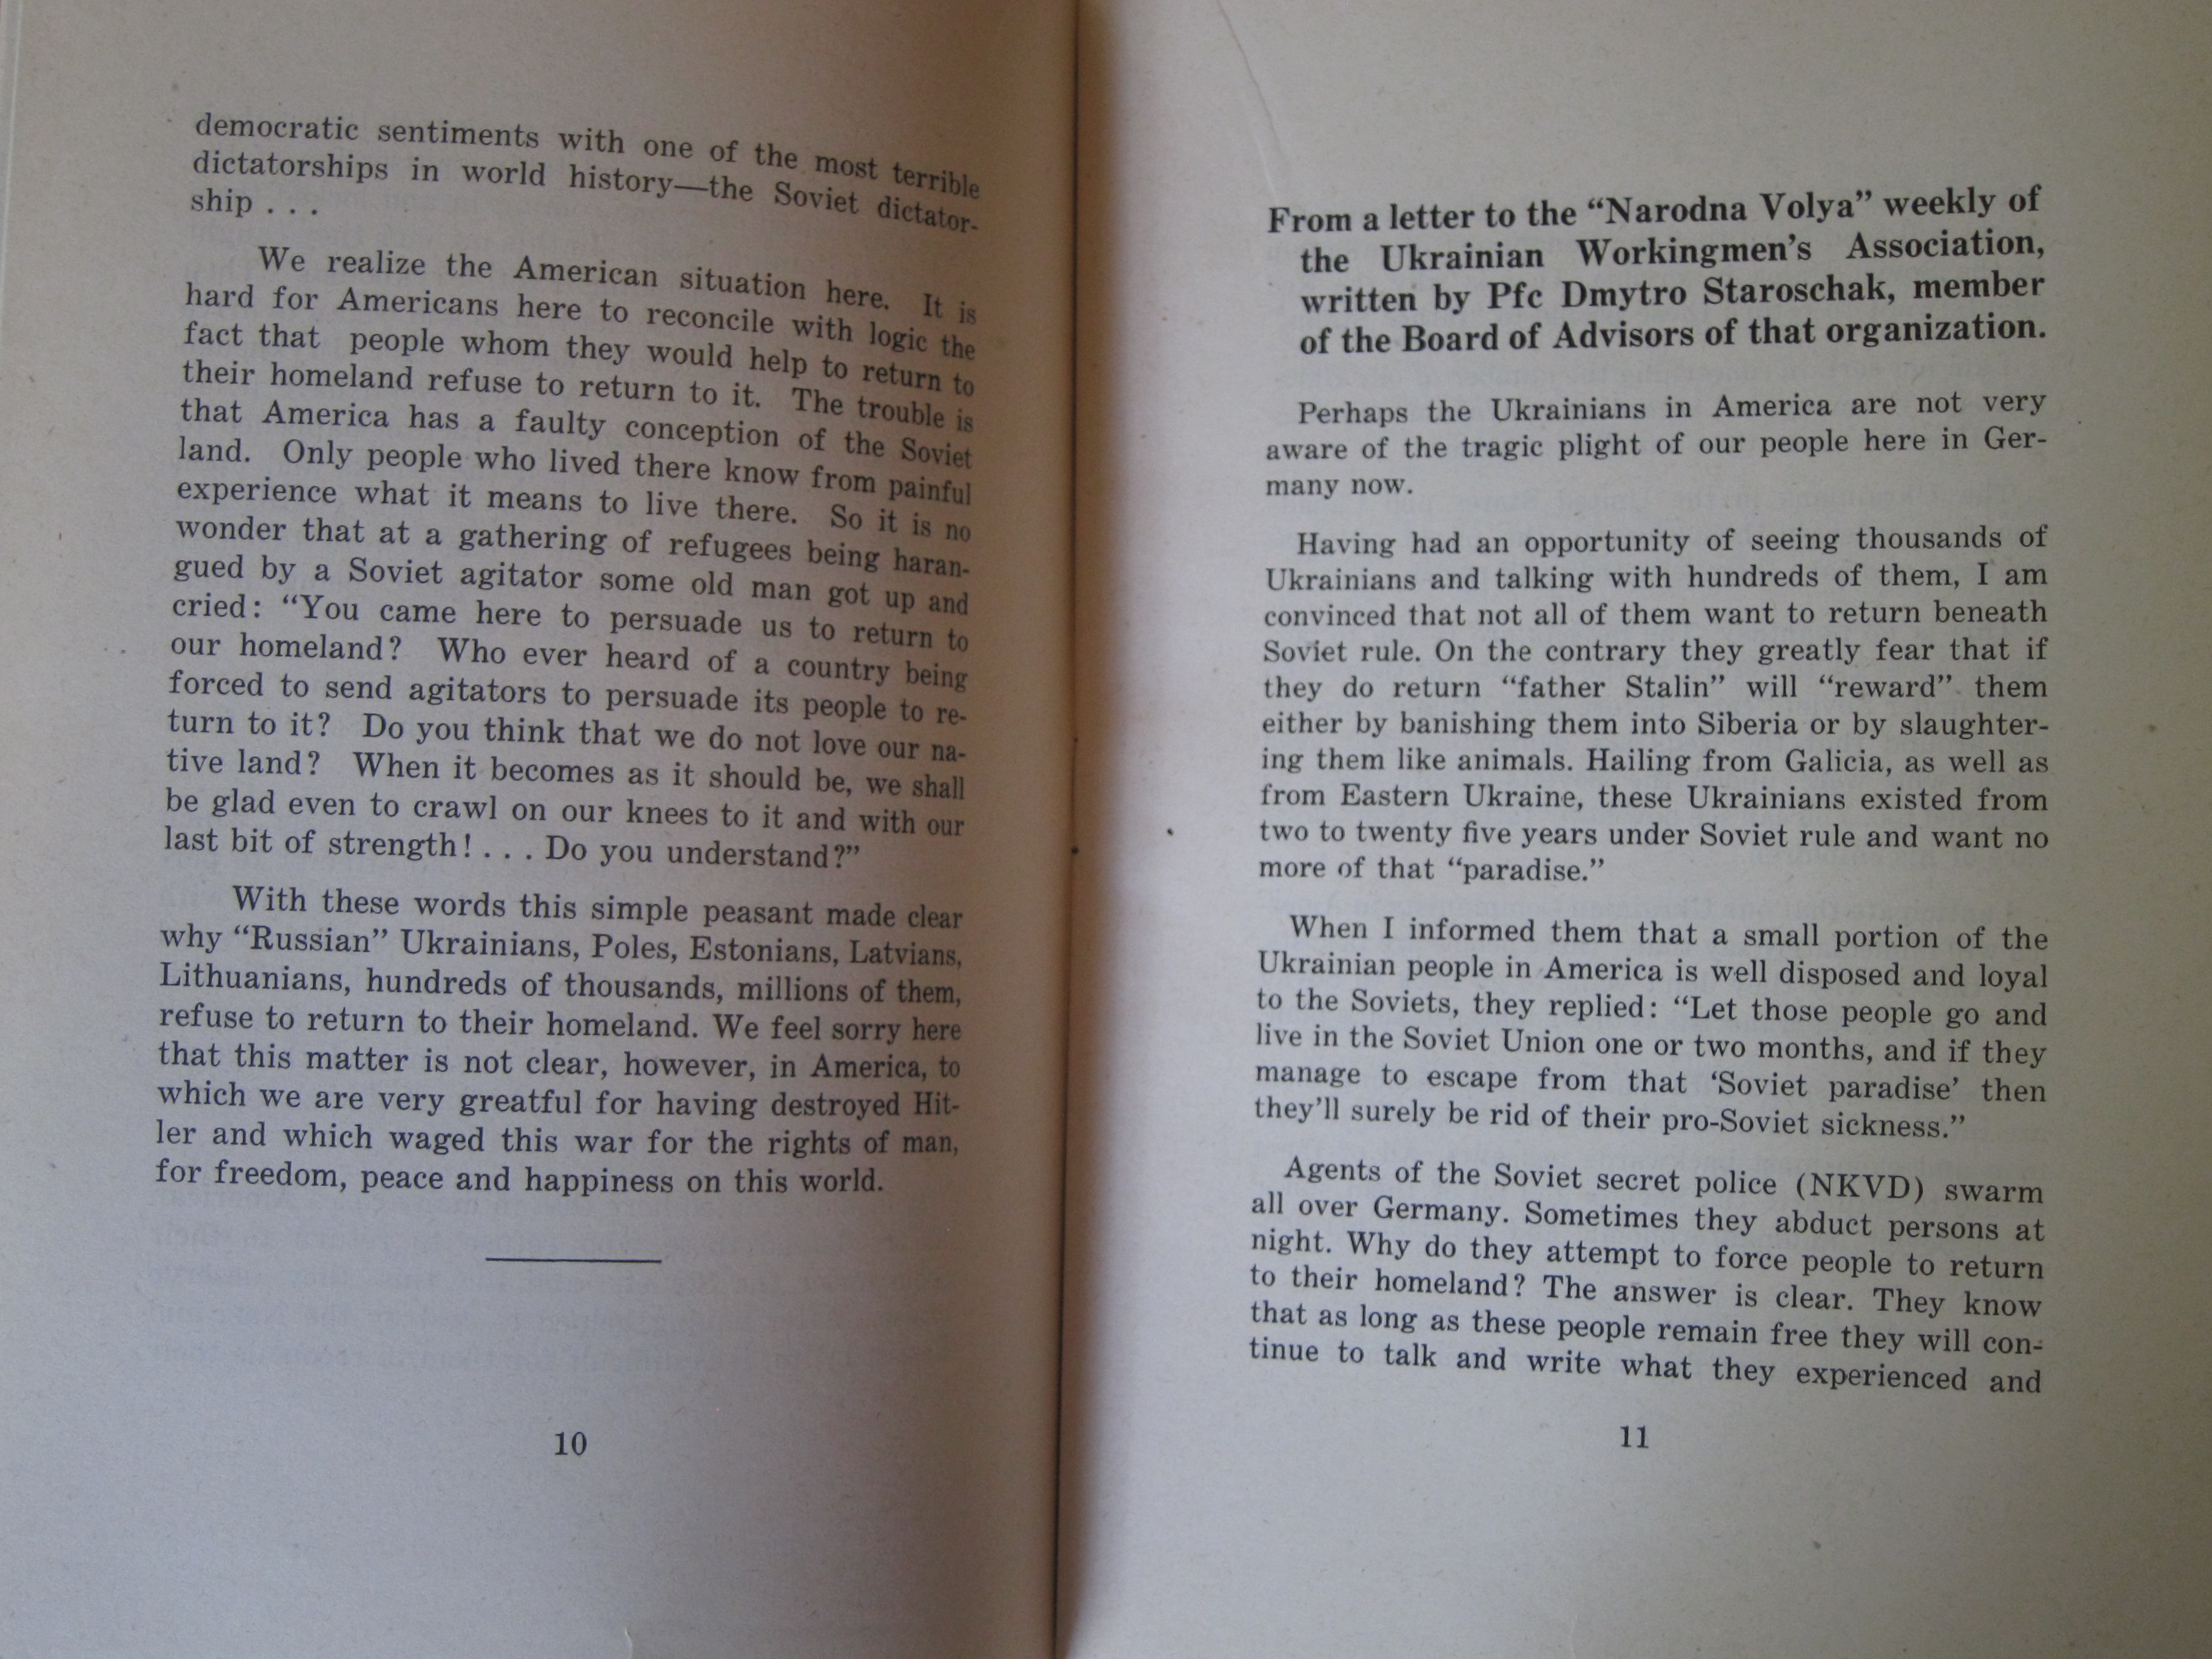 democratic sentiments with one of the most terrible
dictatorships in world history—the Soviet dictator-
ship . . .
We realize the American situation here. It is
hard for Americans here to reconcile with logic the
fact that people whom they would help to return to
their homeland refuse to return to it. The trouble is
that America has a faulty conception of the Soviet
land. Only people who lived there know from painful
experience what it means to live there. So it is no
wonder that at a gathering of refugees being haran-
gued by a Soviet agitator some old man got up and
cried: “You came here to persuade us to return to
our homeland? Who ever heard of a country being
forced to send agitators to persuade its people to re-
turn to it? Do you think that we do not love our na-
tive land? When it becomes as it should be, we shall
be glad even to crawl on our knees to it and with our
last bit of strength! . . . Do you understand?”
With these words this simple peasant made clear
why “Russian” Ukrainians, Poles, Estonians, Latvians,
Lithuanians, hundreds of thousands, millions of them,
refuse to return to their homeland. We feel sorry here
that this matter is not clear, however, in America, to
which we are very greatful for having destroyed Hit-
ler and which waged this war for the rights of man,
for freedom, peace and happiness on this world.
10
From a letter to the “Narodna Volya” weekly of
the Ukrainian Workingmen’s Association,
written by Pfc Dmytro Staroschak, member
of the Board of Advisors of that organization.
Perhaps the Ukrainians in America are not very
aware of the tragic plight of our people here in Ger-
many now.
Having had an opportunity of seeing thousands of
Ukrainians and talking with hundreds of them, I am
convinced that not all of them want to return beneath
Soviet rule. On the contrary they greatly fear that if
they do return “father Stalin” will “reward” them
either by banishing them into Siberia or by slaughter-
ing them like animals. Hailing from Galicia, as well as
from Eastern Ukraine, these Ukrainians existed from
two to twenty five years under Soviet rule and want no
more of that “paradise.”
When I informed them that a small portion of the
Ukrainian people in America is well disposed and loyal
to the Soviets, they replied: “Let those people go and
live in the Soviet Union one or two months, and if they
manage to escape from that ‘Soviet paradise’ then
they’ll surely be rid of their pro-Soviet sickness.”
Agents of the Soviet secret police (NKVD) swarm
all over Germany. Sometimes they abduct persons at
night. Why do they attempt to force people to return
to their homeland? The answer is clear. They know
that as long as these people remain free they will con-
tinue to talk and write what they experienced and
11